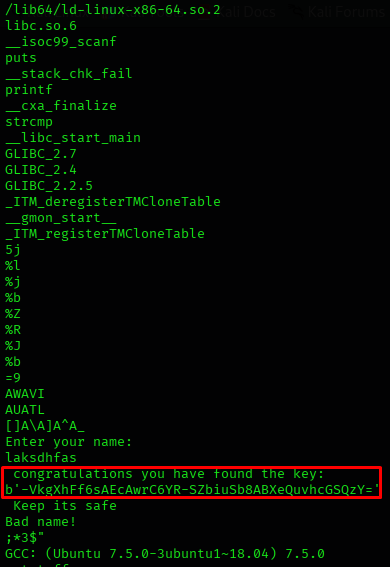 /lib64/ld-linux-x86-64.so.2
libc.so.6
__isoc99_scanf
puts
__stack_chk_fail
printf
__cxa_finalize
strcmp
__libc_start_main
GLIBC_2.7
GLIBC_2.4
GLIBC_2.2.5
_ITM_deregisterTMCloneTable
__gmon_start__
_ITM_registerTMCloneTable
5j
%l
%j
%b
%Z
%R
%J
%b
=9
AWAVI
AUATL
[]A\A]A^A_
Enter your name:
laksdhfas
 congratulations you have found the key:
b'-VkgXhFf6sAEcAwrC6YR-SZbiuSb8ABXeQuvhcGSQzY='
 Keep its safe
Bad name!
;*3$"
GCC: (Ubuntu 7.5.0-3ubuntu1~18.04) 7.5.0